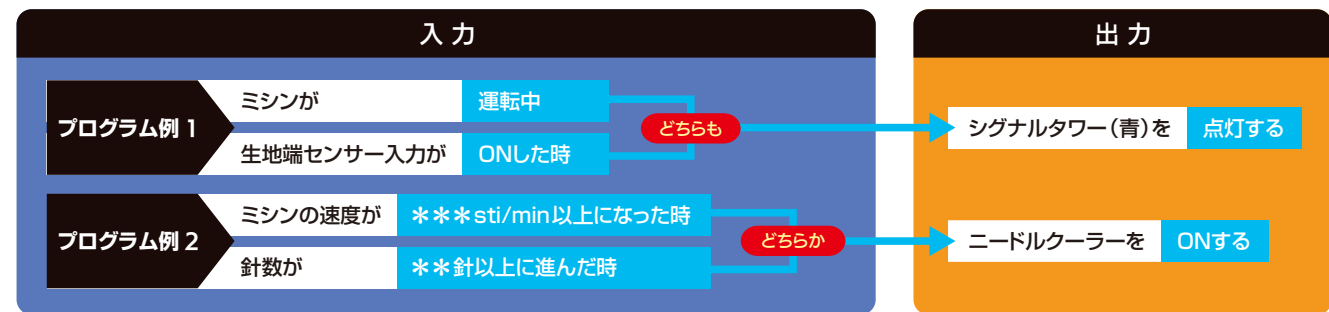 入力
出力
プログラム例 1
ミシンが 運転中
生地端センサー入力が ONした時
どちらも
シグナルタワー（青）を 点灯する
プログラム例 2
ミシンの速度が ＊＊＊sti/min以上になった時
針数が ＊＊針以上に進んだ時
どちらか
ニードルクーラーを ONする